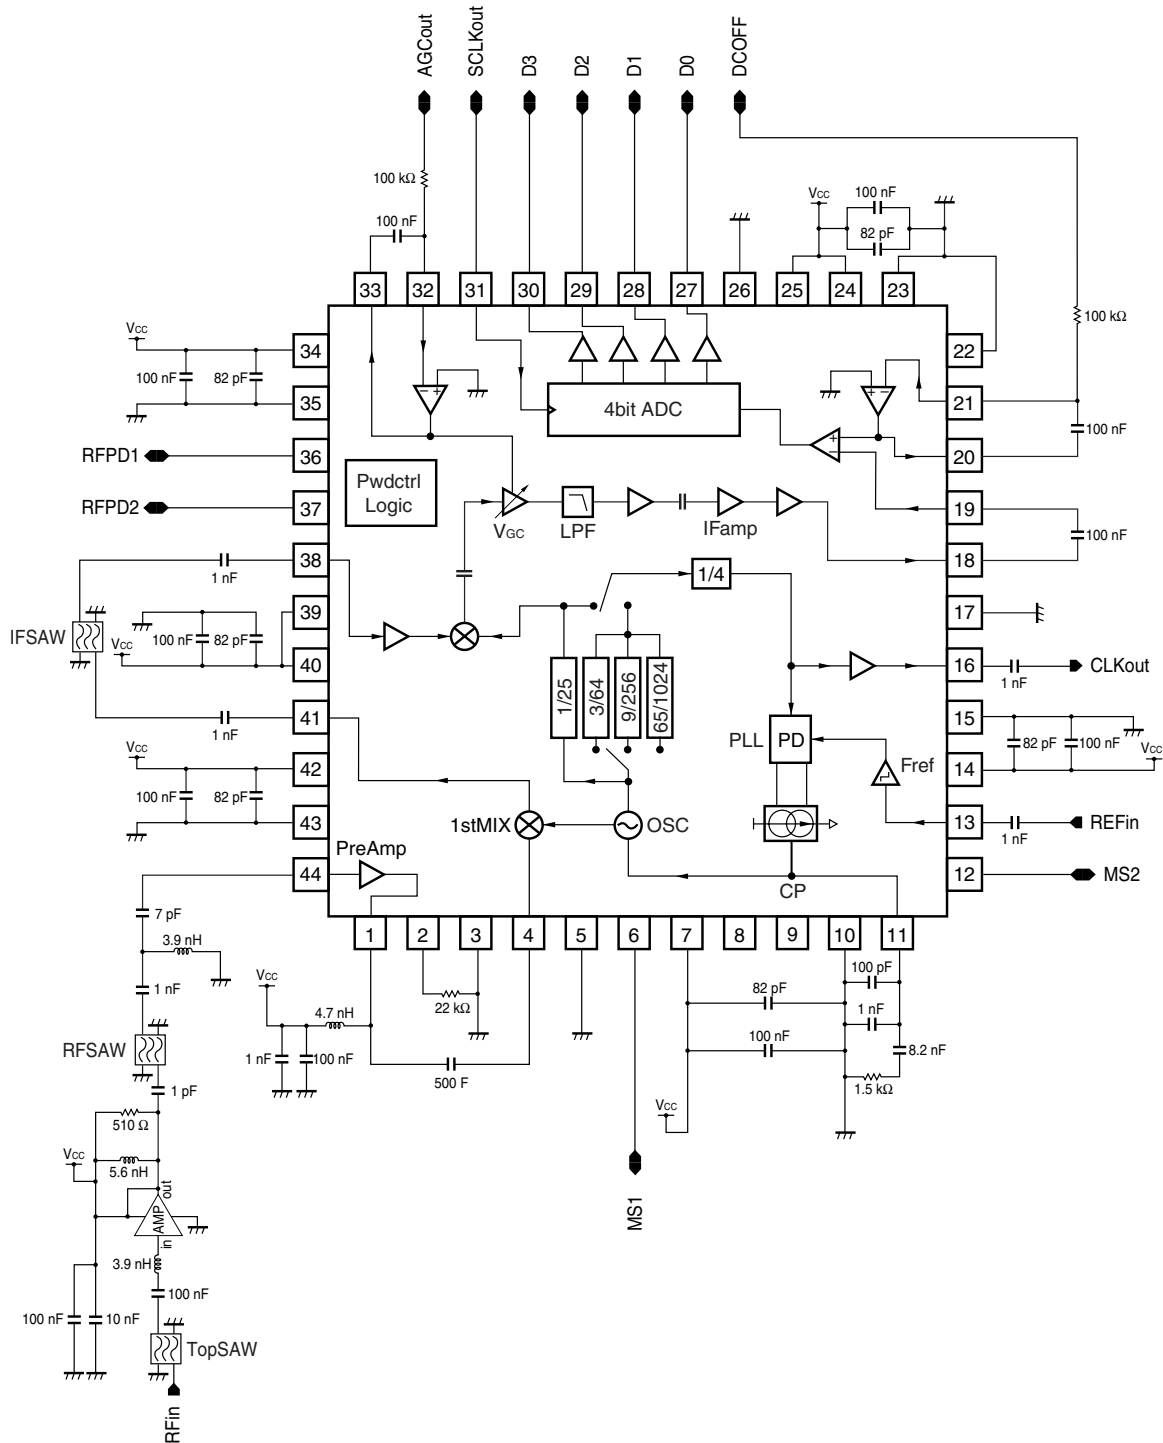 AGCout
SCLKout
D3
D2
D1
D0
DCOFF
100 kΩ
100 nF
VCC
100 nF
82 pF
33
32
31
30
29
28
27
26
25
24
23
100 kΩ
VCC
34
100 nF
82 pF
35
RFPD1
36
RFPD2
37
38
1 nF
39
IFSAW
VCC
100 nF
82 pF
40
41
1 nF
VCC
42
100 nF
82 pF
43
44
22
21
100 nF
20
19
100 nF
18
17
16
CLKout
1 nF
15
82 pF
100 nF
VCC
14
13
REFin
1 nF
12
MS2
− +
4bit ADC
+ −
+
−
Pwdctrl
Logic
VGC
LPF
IFamp
1/4
1/25
3/64
9/256
65/1024
PLL
PD
Fref
1stMIX
OSC
PreAmp
CP
1
2
3
4
5
6
7
8
9
10
11
7 pF
3.9 nH
1 nF
RFSAW
1 pF
510 Ω
VCC
5.6 nH
out
AMP
in
3.9 nH
100 nF
100 nF
10 nF
TopSAW
RFin
VCC
4.7 nH
1 nF
100 nF
22 kΩ
500 F
MS1
82 pF
100 nF
VCC
100 pF
1 nF
8.2 nF
1.5 kΩ